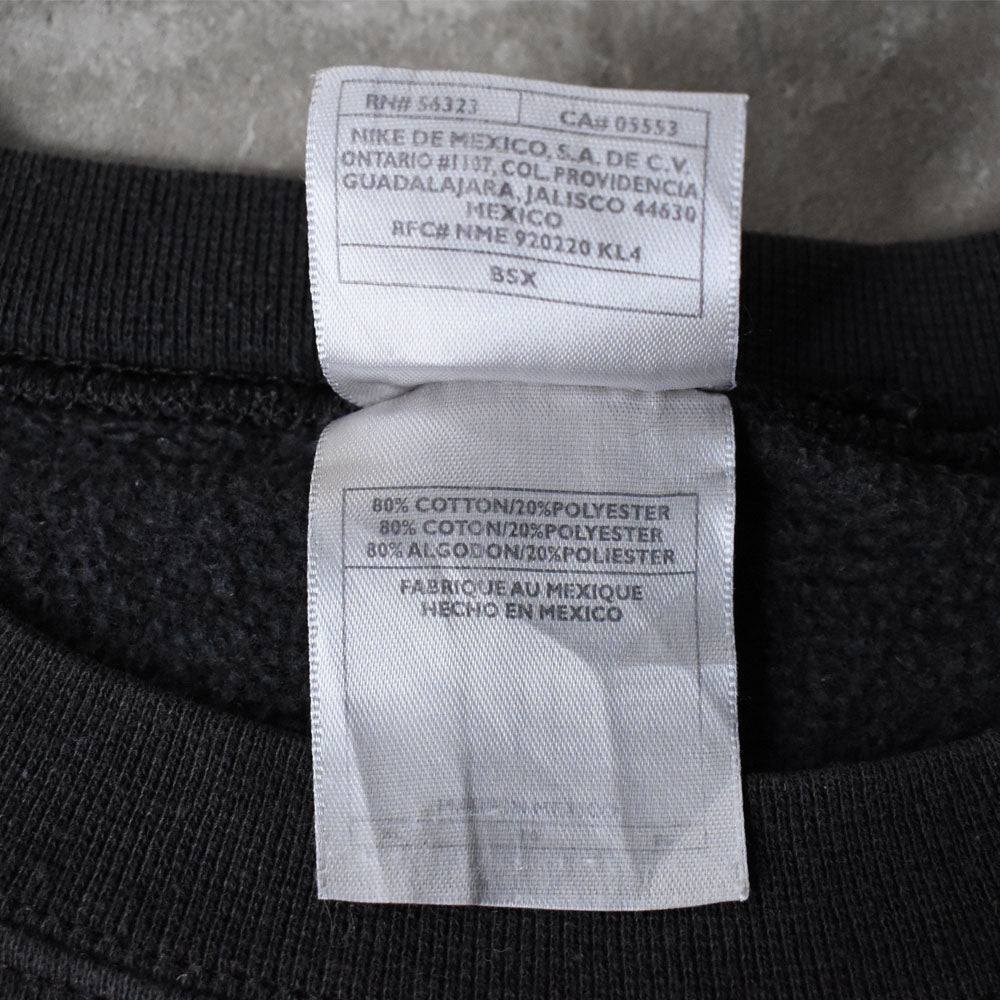 RN# 56323
CA# 05553
NIKE DE MEXICO, S.A. DE C.V.
ONTARIO #1107, COL. PROVIDENCIA
GUADALAJARA, JALISCO 44630
MEXICO
RFC# NME 920220 KL4
BSX
80% COTTON/20%POLYESTER
80% COTON/20%POLYESTER
80% ALGODON/20%POLIESTER
FABRIQUE AU MEXIQUE
HECHO EN MEXICO